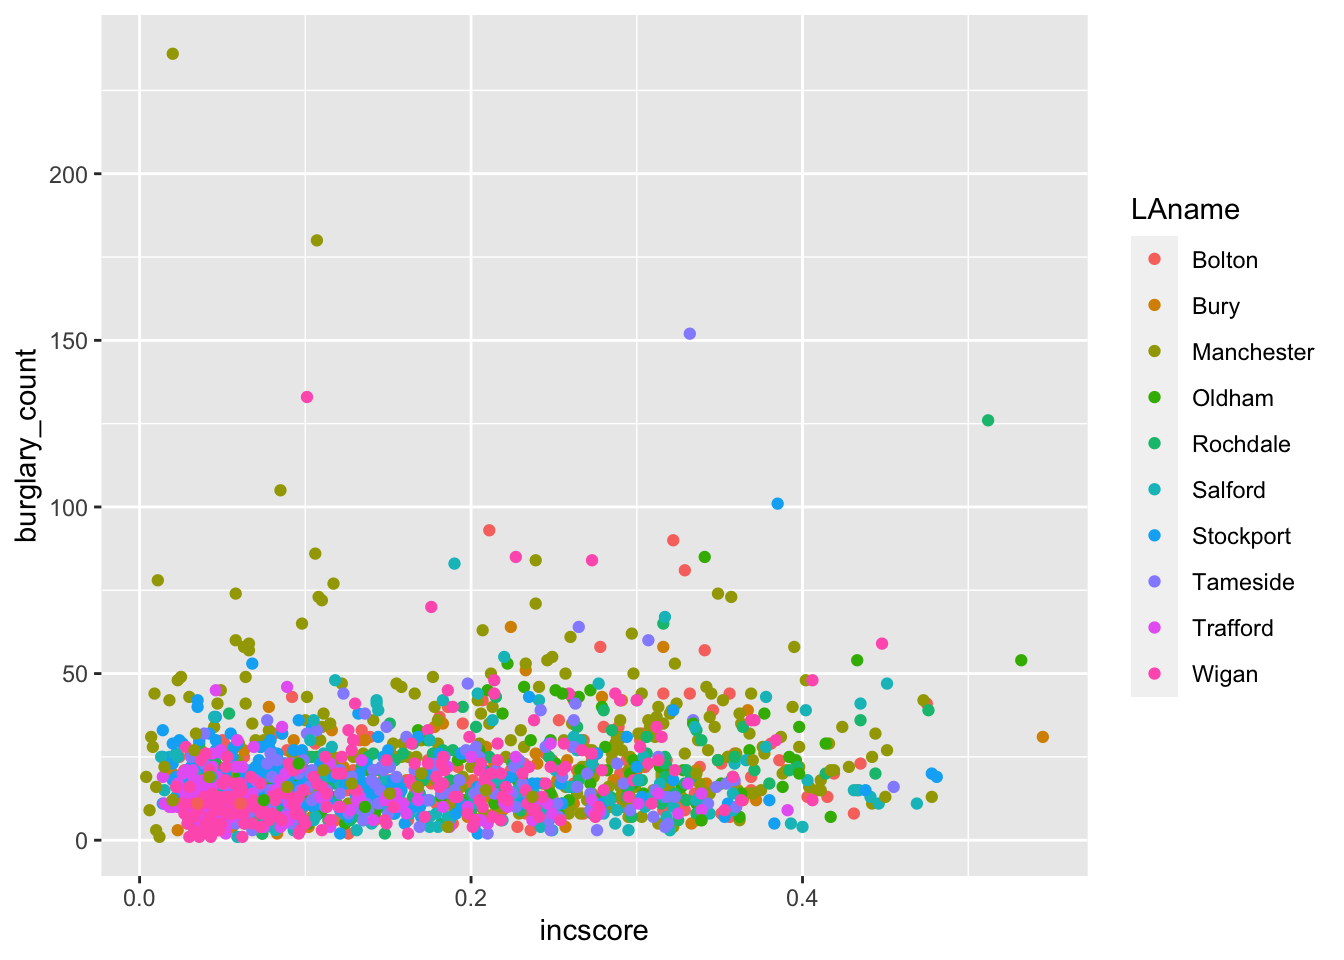 burglary_count
200
150
100
50
0
0.0
0.2
0.4
incscore
LAname
Bolton
Bury
Manchester
Oldham
Rochdale
Salford
Stockport
Tameside
Trafford
Wigan